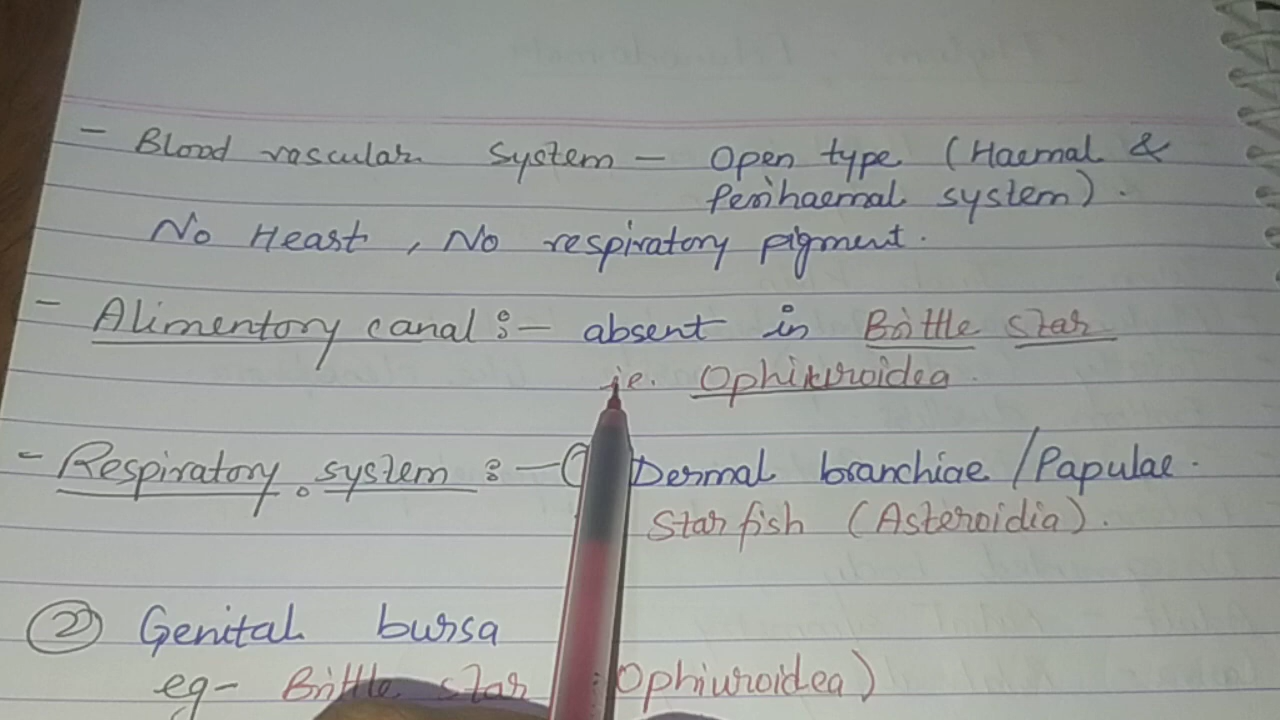 - Blood vascular System - Open type (Haemal &
Perihaemal system).
No Heart, No respiratory pigment.
- Alimentory canal :- absent in Brittle star
ie. Ophiuroidea.
- Respiratory system :- ( Dermal branchiae / Papulae.
Star fish (Asteroidia).
② Genital bursa
eg- Brittle star Ophiuroidea)